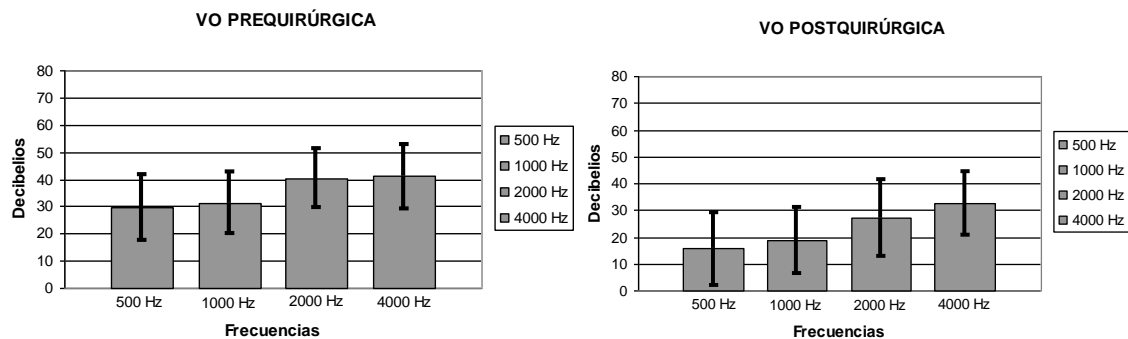 VO PREQUIRÚRGICA
80
70
60
50
40
30
20
10
0
Decibelios
500 Hz
1000 Hz
2000 Hz
4000 Hz
Frecuencias
500 Hz
1000 Hz
2000 Hz
4000 Hz
VO POSTQUIRÚRGICA
80
70
60
50
40
30
20
10
0
Decibelios
500 Hz
1000 Hz
2000 Hz
4000 Hz
Frecuencias
500 Hz
1000 Hz
2000 Hz
4000 Hz